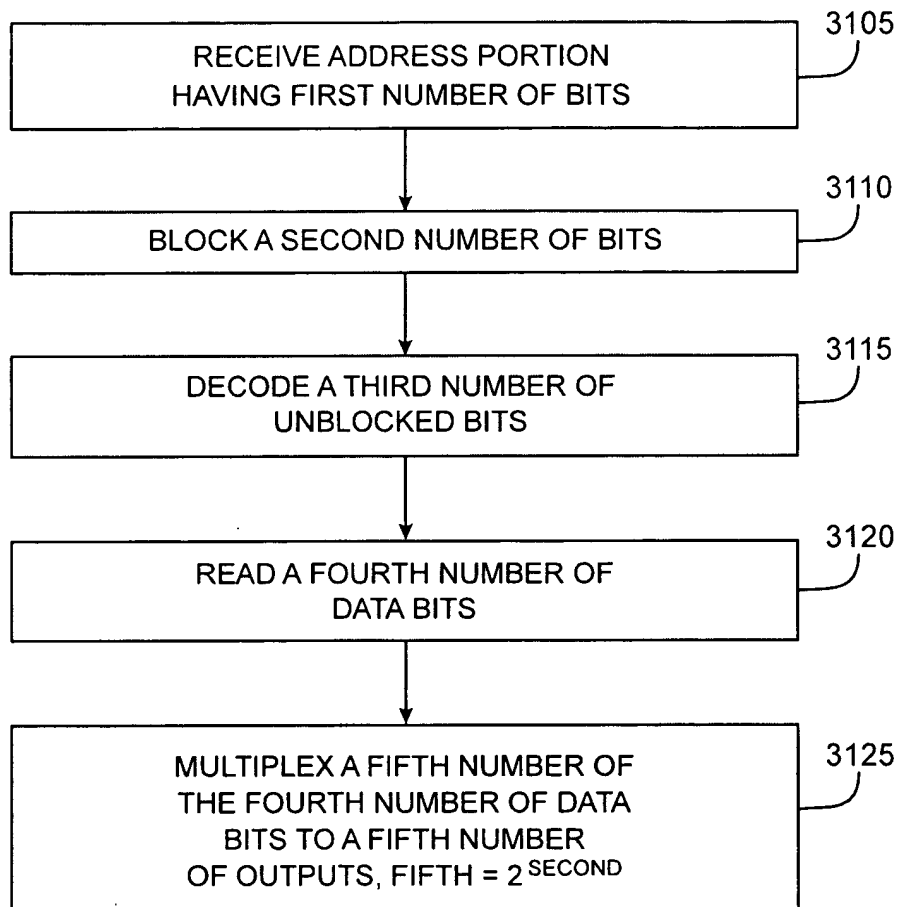 3105
RECEIVE ADDRESS PORTION
HAVING FIRST NUMBER OF BITS
3110
BLOCK A SECOND NUMBER OF BITS
3115
DECODE A THIRD NUMBER OF
UNBLOCKED BITS
3120
READ A FOURTH NUMBER OF
DATA BITS
3125
MULTIPLEX A FIFTH NUMBER OF
THE FOURTH NUMBER OF DATA
BITS TO A FIFTH NUMBER
OF OUTPUTS, FIFTH = 2^SECOND